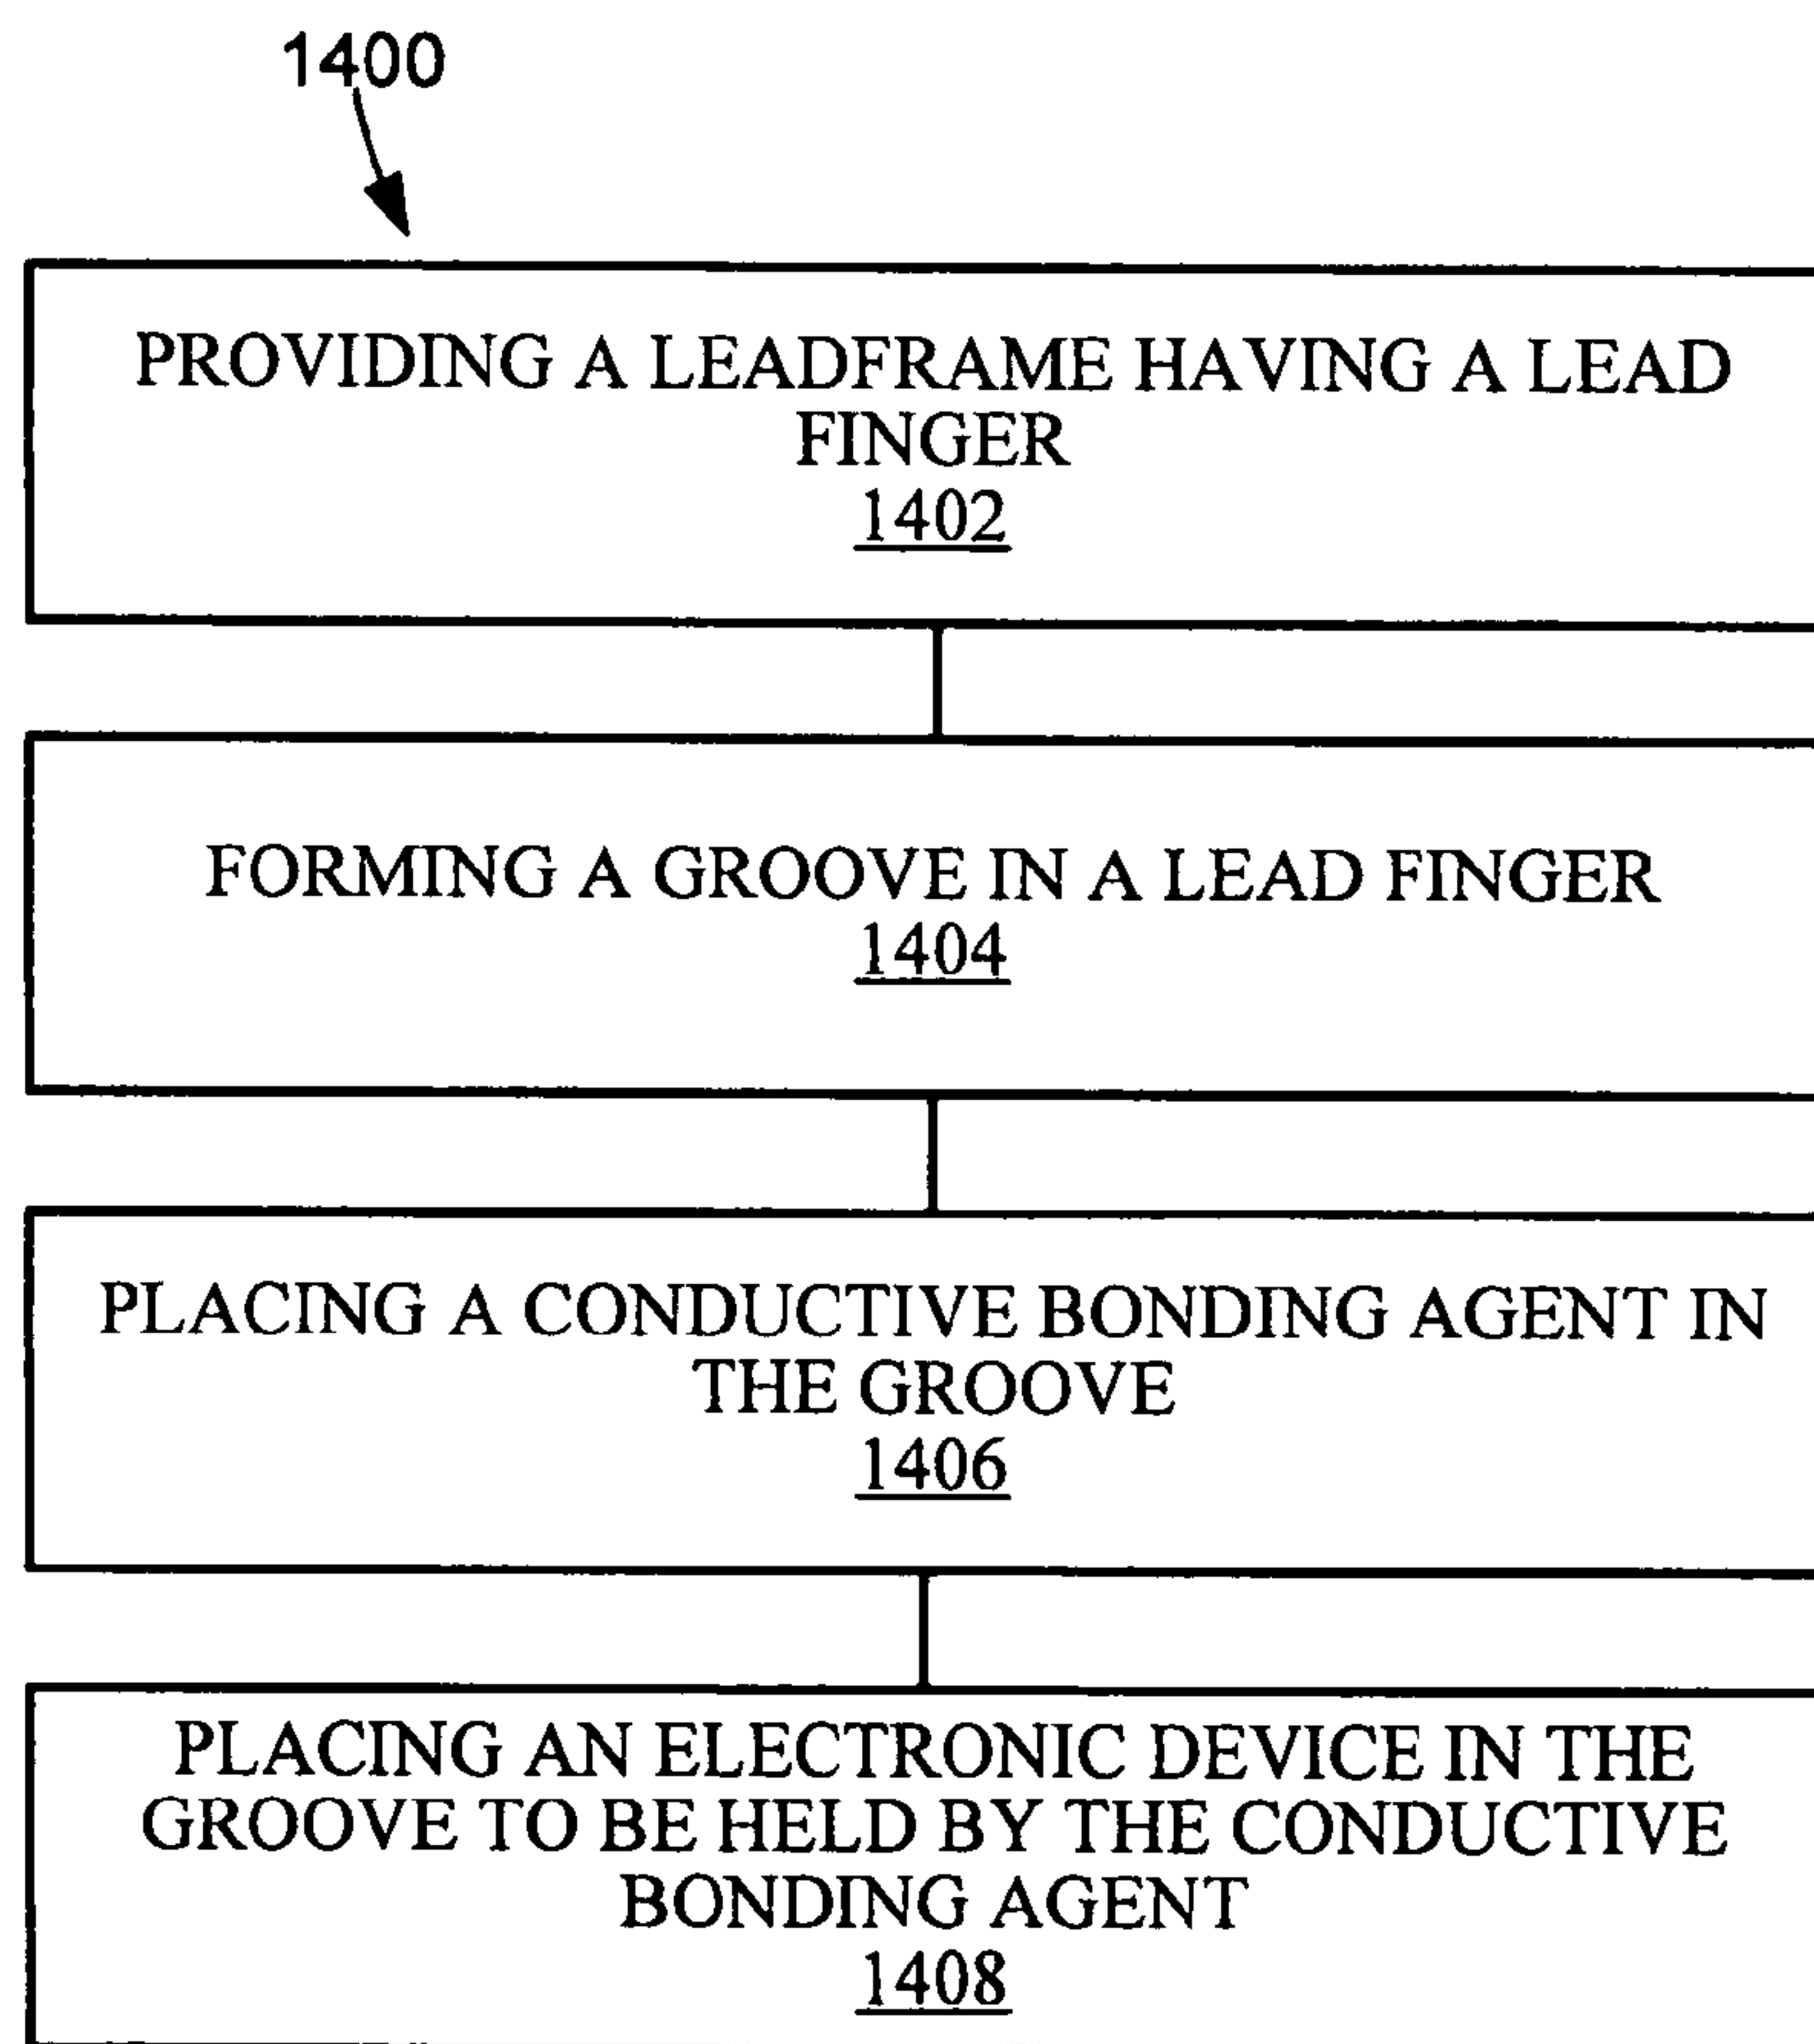 1400
PROVIDING A LEADFRAME HAVING A LEAD
FINGER
1402
FORMING A GROOVE IN A LEAD FINGER
1404
PLACING A CONDUCTIVE BONDING AGENT IN
THE GROOVE
1406
PLACING AN ELECTRONIC DEVICE IN THE
GROOVE TO BE HELD BY THE CONDUCTIVE
BONDING AGENT
1408